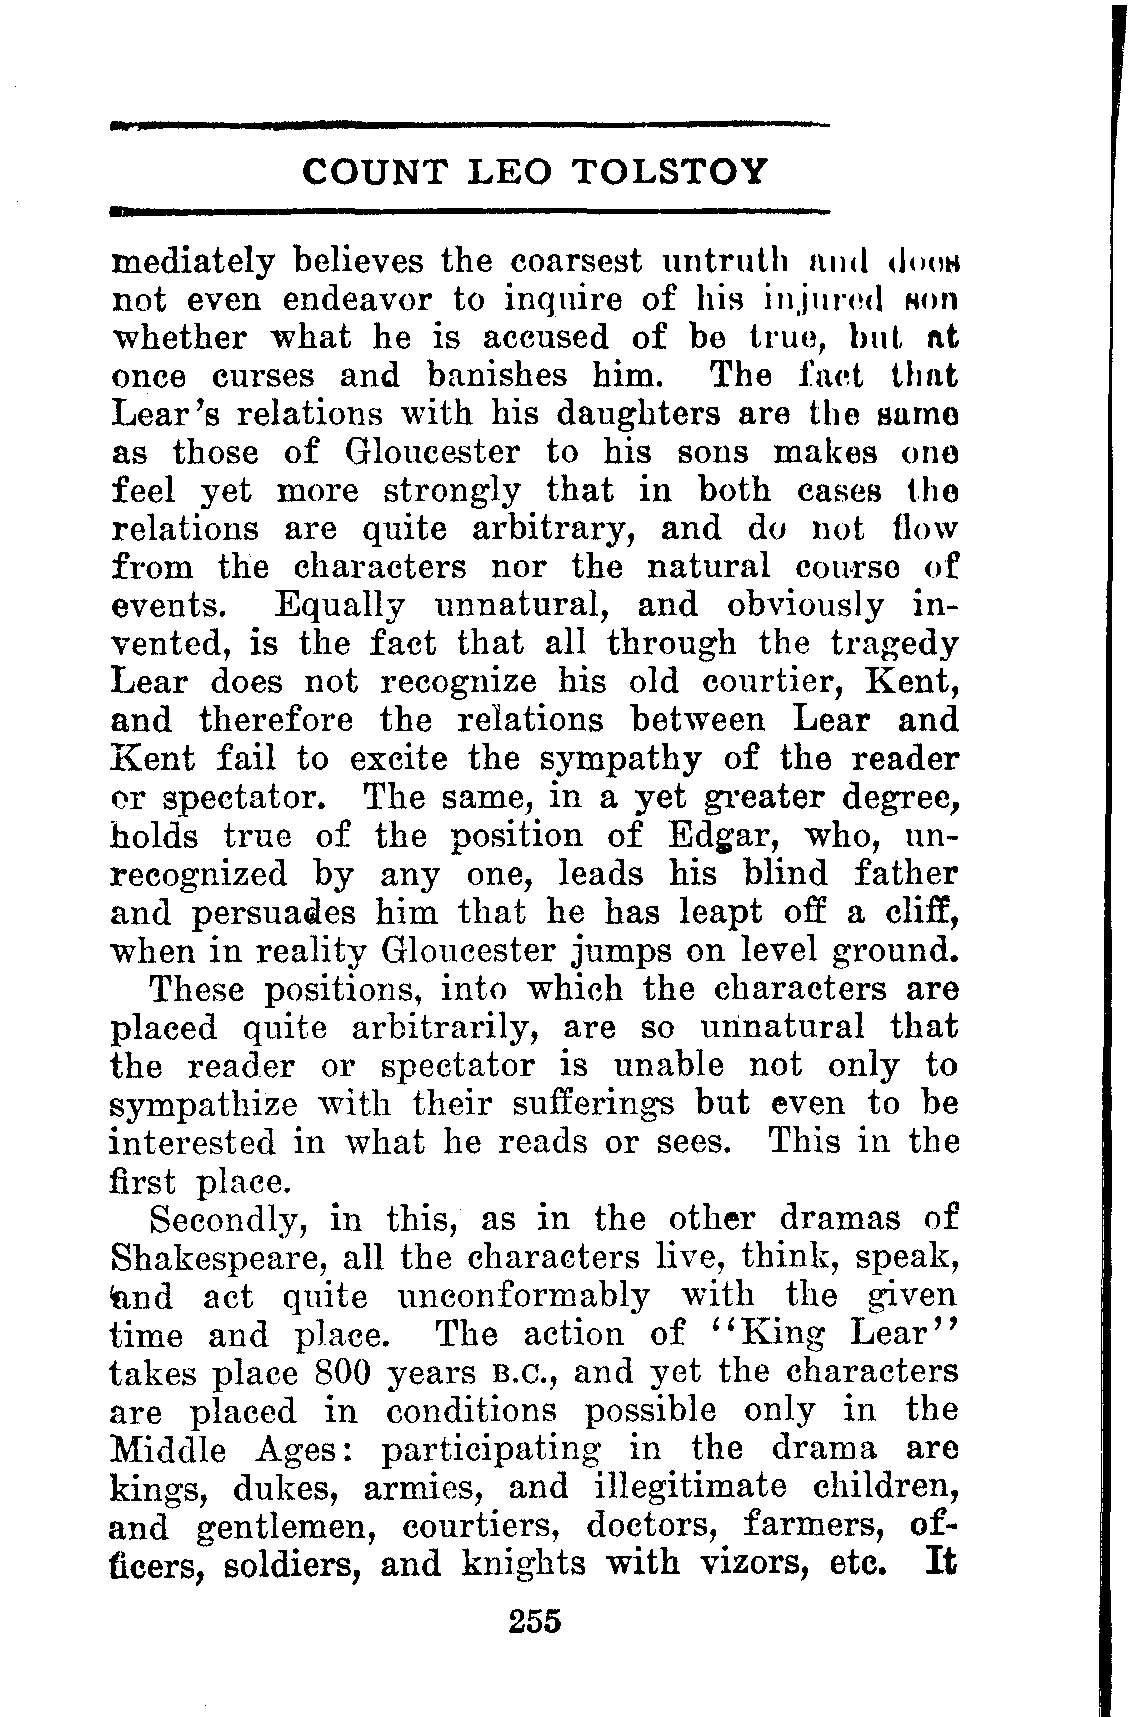 COUNT LEO TOLSTOY
mediately believes the coarsest untruth and does
not even endeavor to inquire of his injured son
whether what he is accused of be true, but at
once curses and banishes him. The fact that
Lear's relations with his daughters are the same
as those of Gloucester to his sons makes one
feel yet more strongly that in both cases the
relations are quite arbitrary, and do not flow
from the characters nor the natural course of
events. Equally unnatural, and obviously in-
vented, is the fact that all through the tragedy
Lear does not recognize his old courtier, Kent,
and therefore the relations between Lear and
Kent fail to excite the sympathy of the reader
or spectator. The same, in a yet greater degree,
holds true of the position of Edgar, who, un-
recognized by any one, leads his blind father
and persuades him that he has leapt off a cliff,
when in reality Gloucester jumps on level ground.
These positions, into which the characters are
placed quite arbitrarily, are so unnatural that
the reader or spectator is unable not only to
sympathize with their sufferings but even to be
interested in what he reads or sees. This in the
first place.
Secondly, in this, as in the other dramas of
Shakespeare, all the characters live, think, speak,
and act quite unconformably with the given
time and place. The action of "King Lear"
takes place 800 years B.C., and yet the characters
are placed in conditions possible only in the
Middle Ages: participating in the drama are
kings, dukes, armies, and illegitimate children,
and gentlemen, courtiers, doctors, farmers, of-
ficers, soldiers, and knights with vizors, etc. It
255